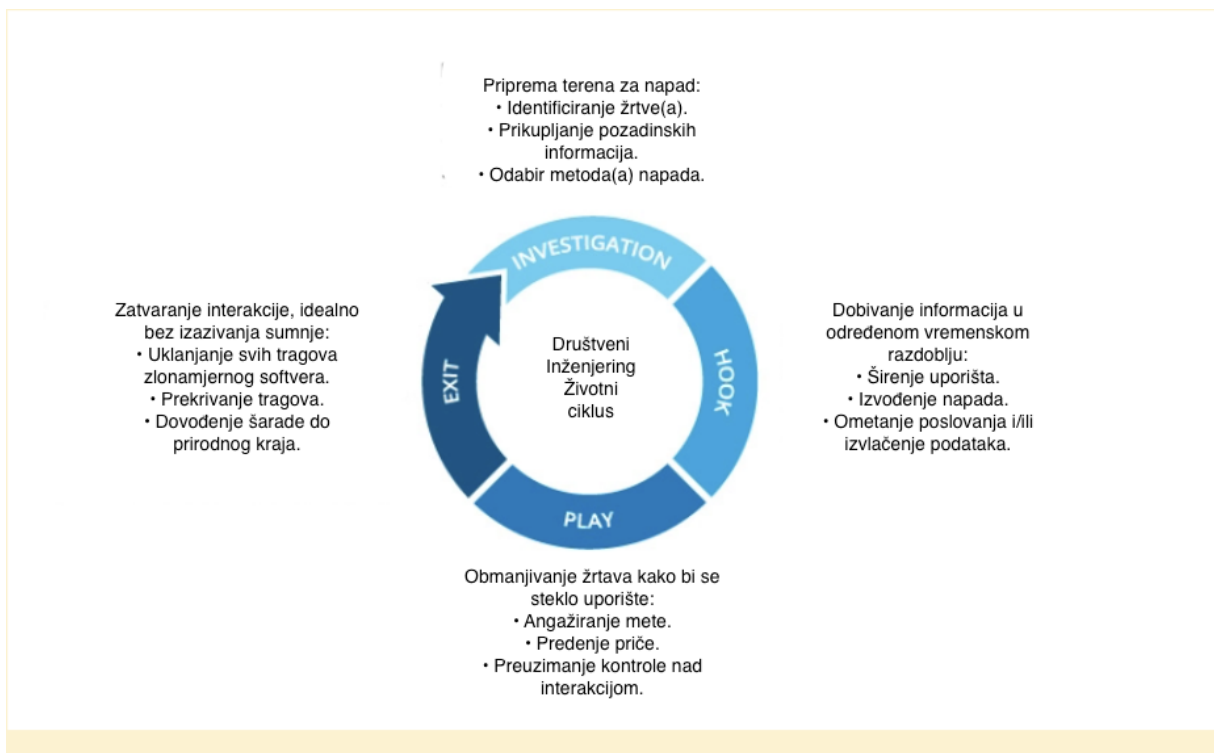 Priprema terena za napad:
• Identificiranje žrtve(a).
• Prikupljanje pozadinskih
informacija.
• Odabir metoda(a) napada.
INVESTIGATION
Zatvaranje interakcije, idealno
bez izazivanja sumnje:
• Uklanjanje svih tragova
zlonamjernog softvera.
• Prekrivanje tragova.
• Dovođenje šarade do
prirodnog kraja.
EXIT
Društveni
Inženjering
Životni
ciklus
HOOK
Dobivanje informacija u
određenom vremenskom
razdoblju:
• Širenje uporišta.
• Izvođenje napada.
• Ometanje poslovanja i/ili
izvlačenje podataka.
PLAY
Obmanjivanje žrtava kako bi se
steklo uporište:
• Angažiranje mete.
• Predenje priče.
• Preuzimanje kontrole nad
interakcijom.